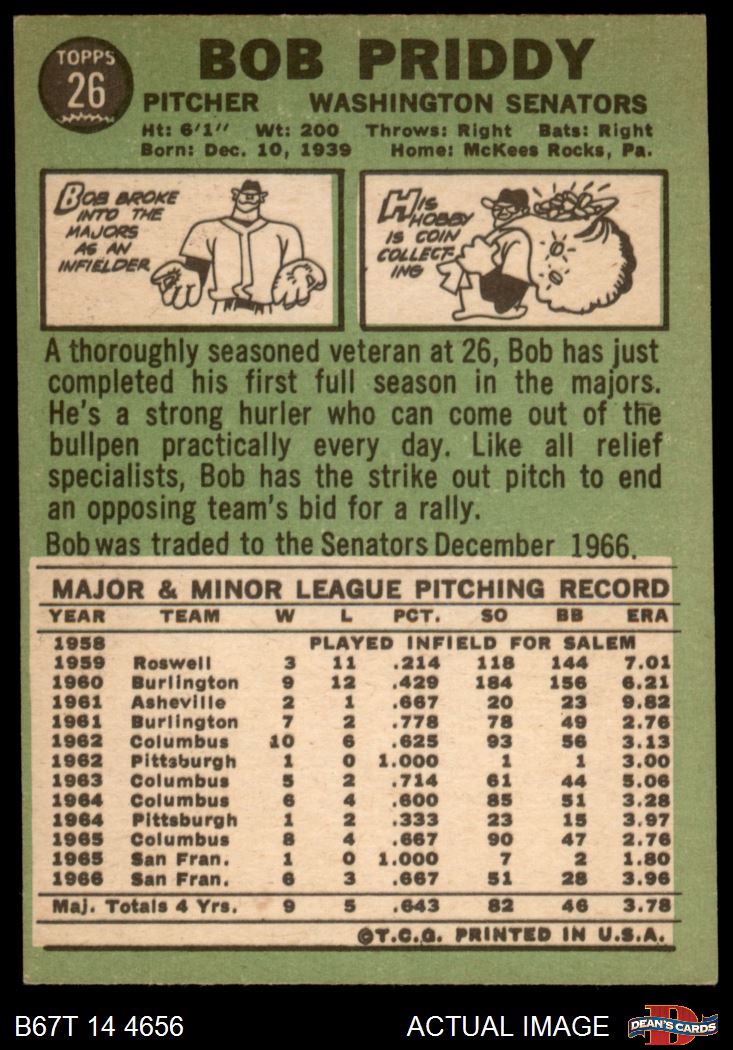 TOPPS
26
BOB PRIDDY
PITCHER WASHINGTON SENATORS
Ht: 6'1" Wt: 200 Throws: Right Bats: Right
Born: Dec. 10, 1939 Home: McKees Rocks, Pa.
BOB BROKE
INTO THE
MAJORS
AS AN
INFIELDER
HIS
HOBBY
IS COIN
COLLECT-
ING
A thoroughly seasoned veteran at 26, Bob has just
completed his first full season in the majors.
He's a strong hurler who can come out of the
bullpen practically every day. Like all relief
specialists, Bob has the strike out pitch to end
an opposing team's bid for a rally.
Bob was traded to the Senators December 1966.
MAJOR & MINOR LEAGUE PITCHING RECORD
YEAR TEAM W L PCT. SO BB ERA
1958 PLAYED INFIELD FOR SALEM
1959 Roswell 3 11 .214 118 144 7.01
1960 Burlington 9 12 .429 184 156 6.21
1961 Asheville 2 1 .667 20 23 9.82
1961 Burlington 7 2 .778 78 49 2.76
1962 Columbus 10 6 .625 93 56 3.13
1962 Pittsburgh 1 0 1.000 1 1 3.00
1963 Columbus 5 2 .714 61 44 5.06
1964 Columbus 6 4 .600 85 51 3.28
1964 Pittsburgh 1 2 .333 23 15 3.97
1965 Columbus 8 4 .667 90 47 2.76
1965 San Fran. 1 0 1.000 7 2 1.80
1966 San Fran. 6 3 .667 51 28 3.96
Maj. Totals 4 Yrs. 9 5 .643 82 46 3.78
©T.C.G. PRINTED IN U.S.A.
B67T 14 4656 ACTUAL IMAGE D DEAN'S CARDS